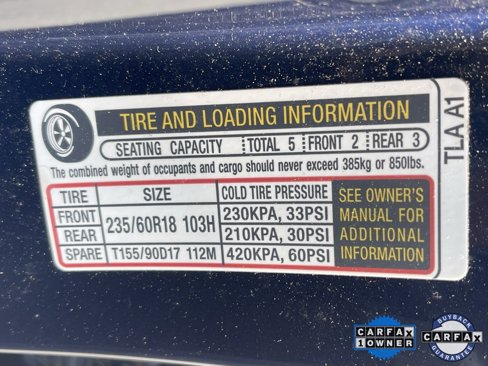 TIRE AND LOADING INFORMATION
SEATING CAPACITY TOTAL 5 FRONT 2 REAR 3
The combined weight of occupants and cargo should never exceed 385kg or 850lbs.
TIRE SIZE COLD TIRE PRESSURE
FRONT 235/60R18 103H 230KPA, 33PSI
REAR 210KPA, 30PSI
SPARE T155/90D17 112M 420KPA, 60PSI
SEE OWNER'S
MANUAL FOR
ADDITIONAL
INFORMATION
TLA A1
CARFAX
1 OWNER
BUYBACK
CARFAX
GUARANTEE